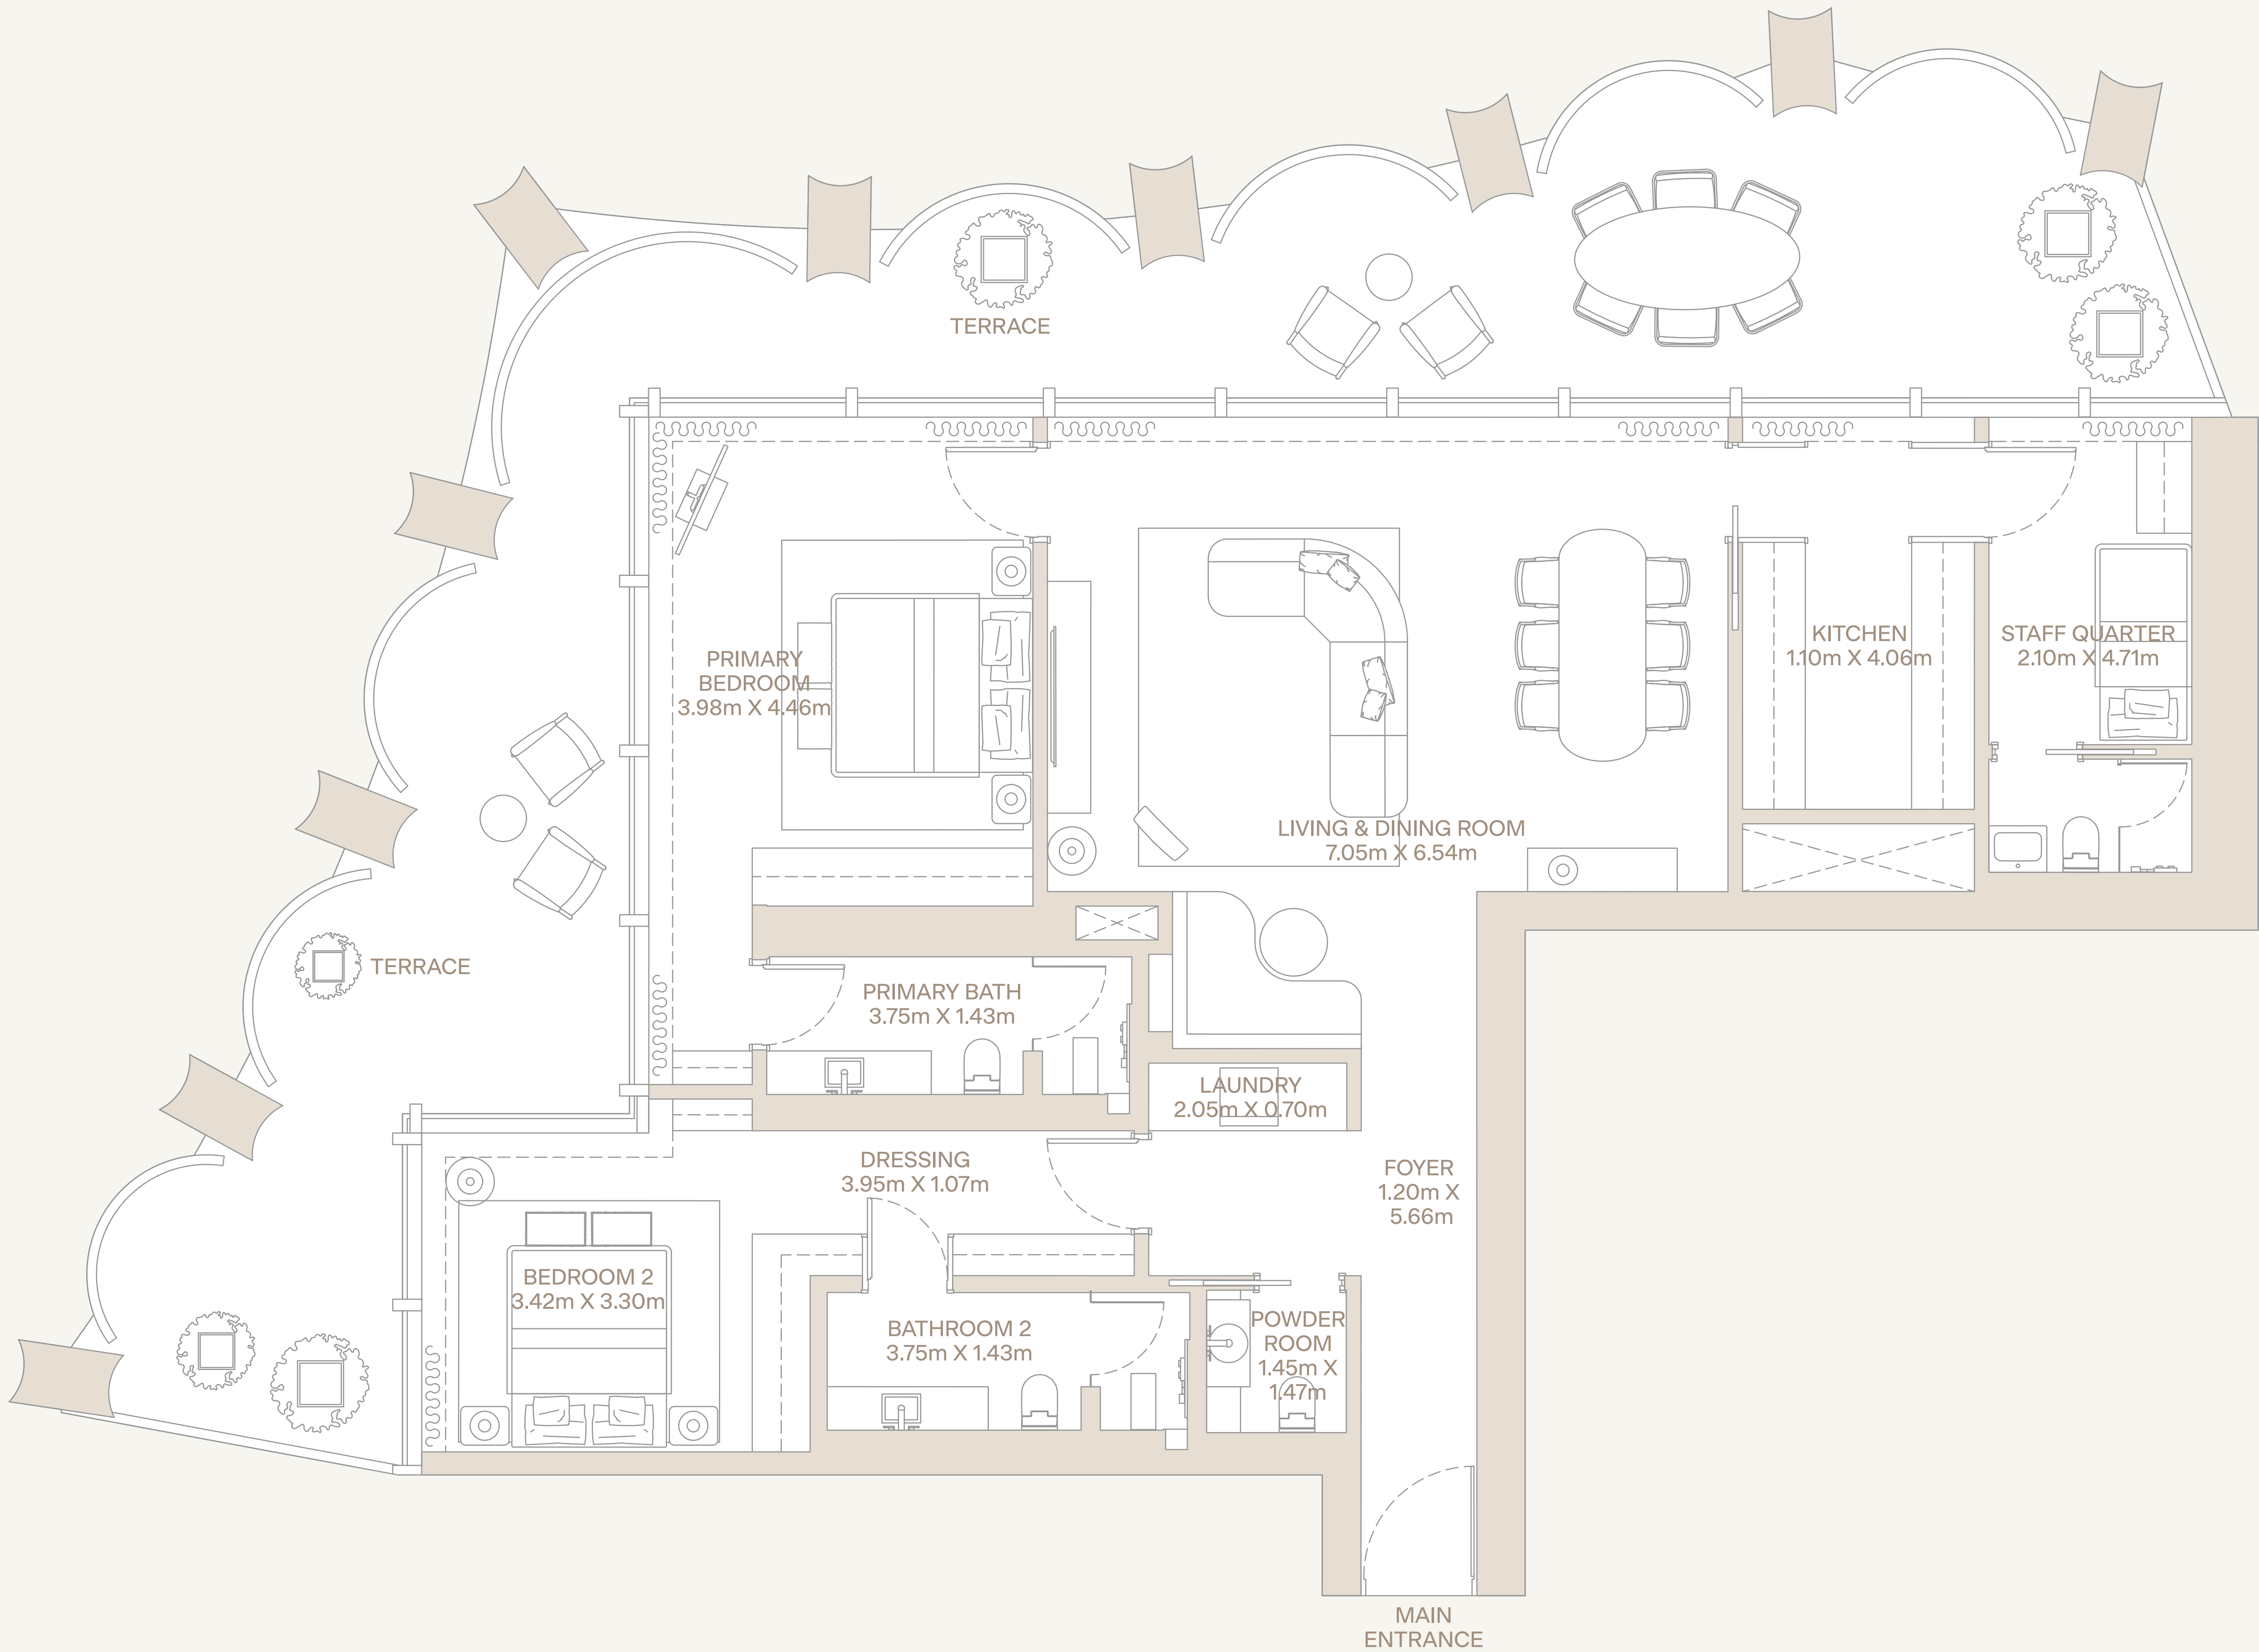 TERRACE
PRIMARY
BEDROOM
3.98m X 4.46m
KITCHEN
1.10m X 4.06m
STAFF QUARTER
2.10m X 4.71m
LIVING & DINING ROOM
7.05m X 6.54m
TERRACE
PRIMARY BATH
3.75m X 1.43m
LAUNDRY
2.05m X 0.70m
DRESSING
3.95m X 1.07m
FOYER
1.20m X
5.66m
BEDROOM 2
3.42m X 3.30m
BATHROOM 2
3.75m X 1.43m
POWDER
ROOM
1.45m X
1.47m
MAIN
ENTRANCE